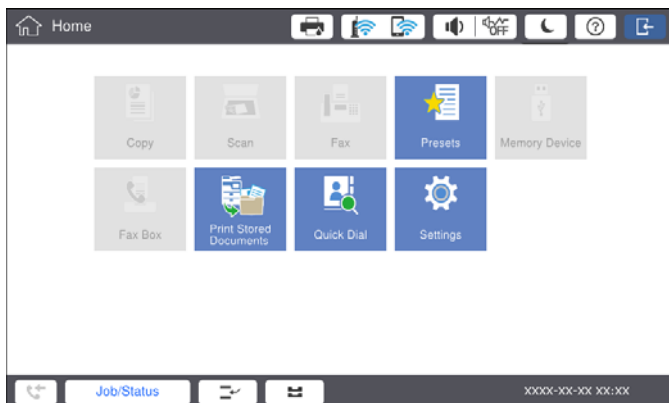 Home
OFF
?
Copy
Scan
Fax
Presets
Memory Device
Fax Box
Print Stored
Documents
Quick Dial
Settings
Job/Status
XXXX-XX-XX XX:XX